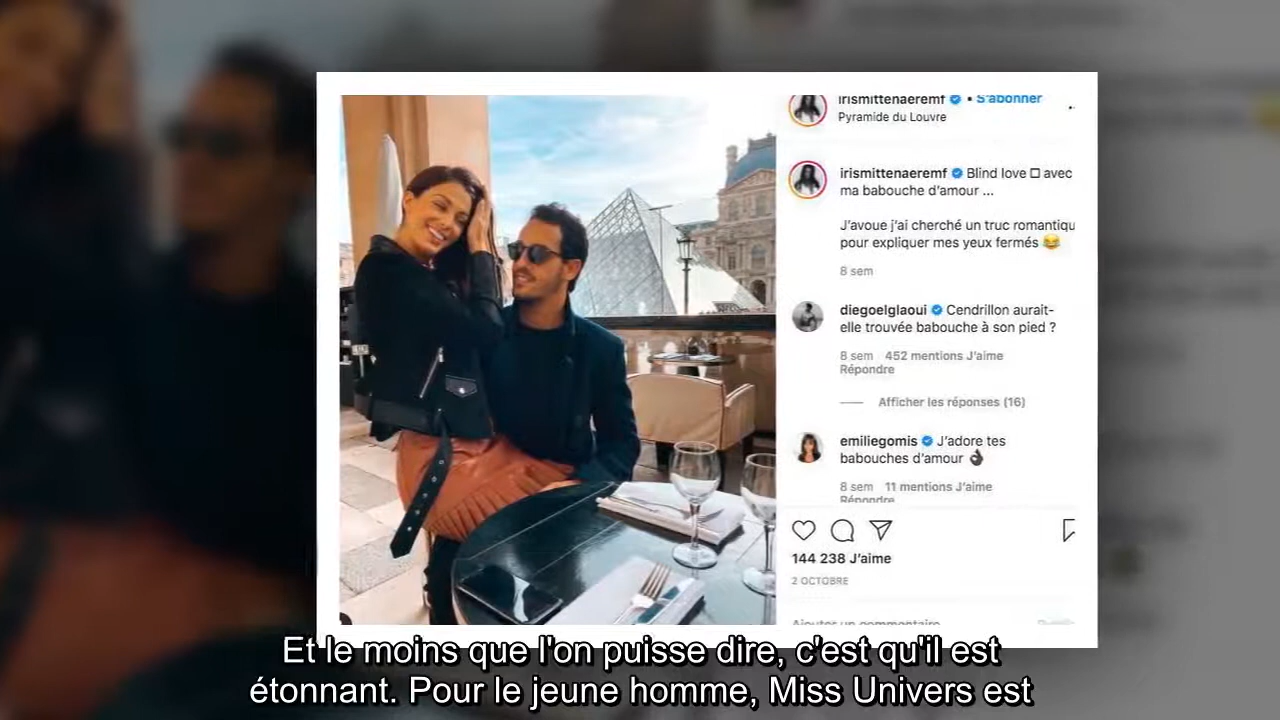 irismittenaeremf • S'abonner
Pyramide du Louvre
irismittenaeremf Blind love □ avec
ma babouche d'amour ...
J'avoue j'ai cherché un truc romantiqu
pour expliquer mes yeux fermés 😂
8 sem
diegoelglaoui Cendrillon aurait-
elle trouvée babouche à son pied ?
8 sem 452 mentions J'aime
Répondre
Afficher les réponses (16)
emiliegomis J'adore tes
babouches d'amour 👌🏿
8 sem 11 mentions J'aime
Répondre
144 238 J'aime
2 OCTOBRE
Ajouter un commentaire
Et le moins que l'on puisse dire, c'est qu'il est
étonnant. Pour le jeune homme, Miss Univers est